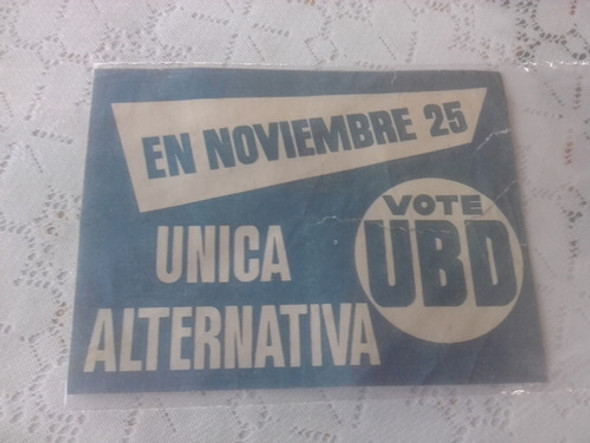 EN NOVIEMBRE 25
VOTE
UBD
UNICA
ALTERNATIVA